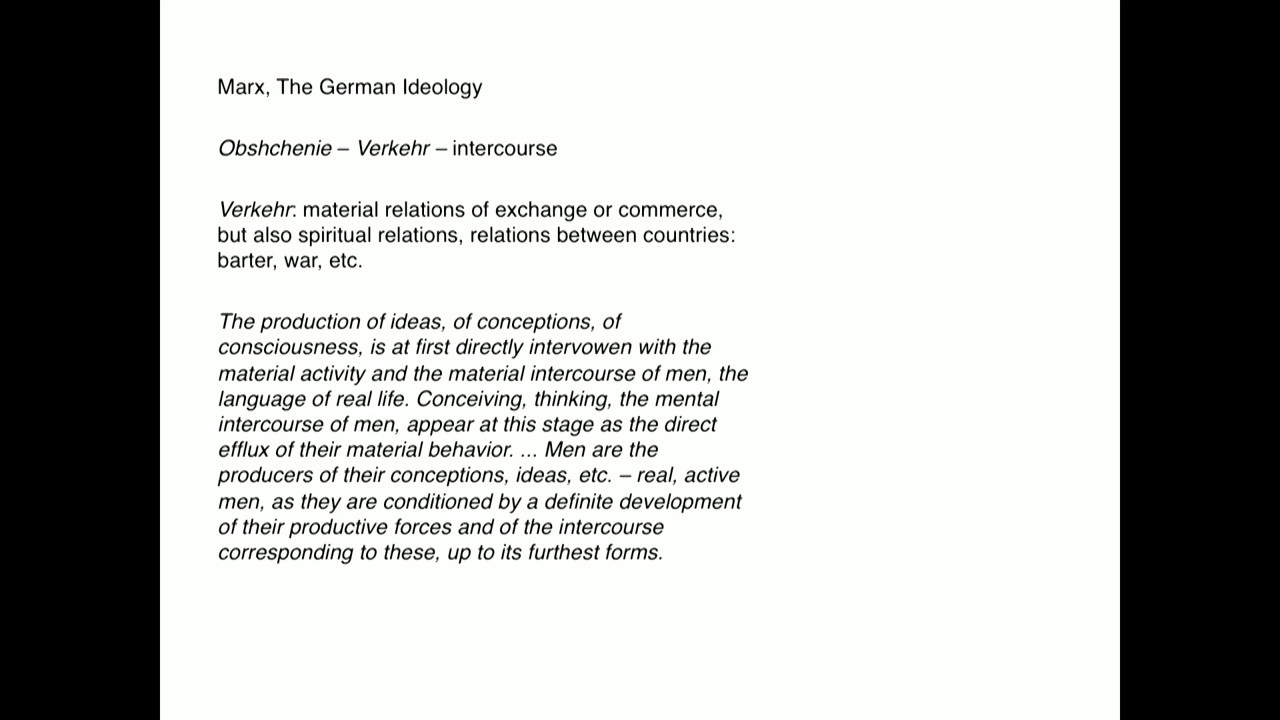 Marx, The German Ideology
Obshchenie – Verkehr – intercourse
Verkehr: material relations of exchange or commerce,
but also spiritual relations, relations between countries:
barter, war, etc.
The production of ideas, of conceptions, of
consciousness, is at first directly intervowen with the
material activity and the material intercourse of men, the
language of real life. Conceiving, thinking, the mental
intercourse of men, appear at this stage as the direct
efflux of their material behavior. ... Men are the
producers of their conceptions, ideas, etc. – real, active
men, as they are conditioned by a definite development
of their productive forces and of the intercourse
corresponding to these, up to its furthest forms.